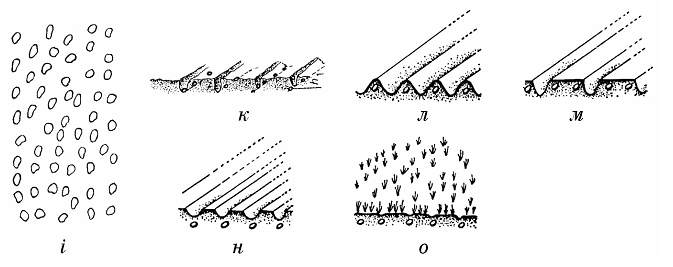 к л м
і н о